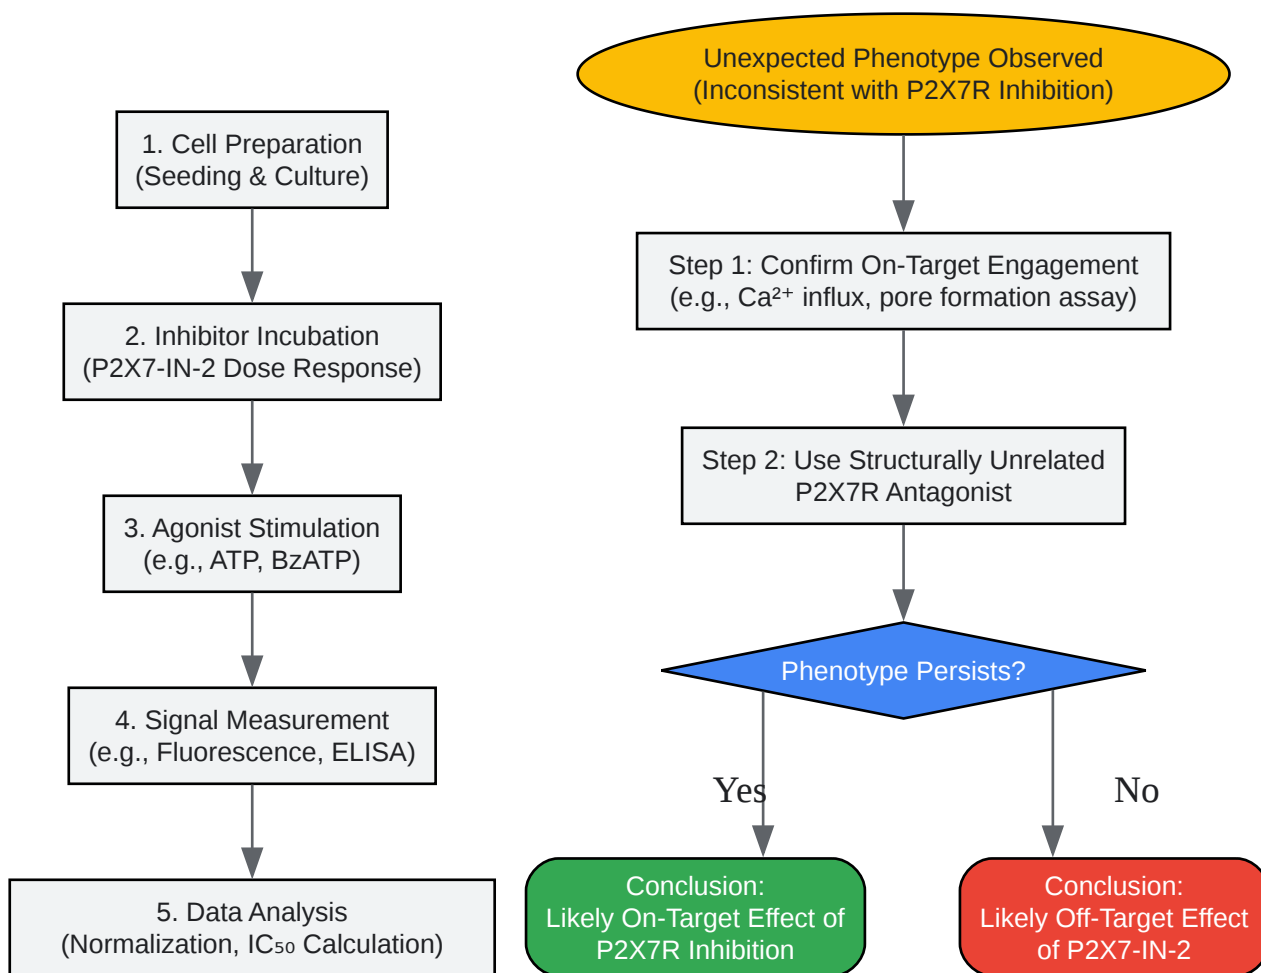 1. Cell Preparation
(Seeding & Culture)
2. Inhibitor Incubation
(P2X7-IN-2 Dose Response)
3. Agonist Stimulation
(e.g., ATP, BzATP)
4. Signal Measurement
(e.g., Fluorescence, ELISA)
5. Data Analysis
(Normalization, IC₅₀ Calculation)
Unexpected Phenotype Observed
(Inconsistent with P2X7R Inhibition)
Step 1: Confirm On-Target Engagement
(e.g., Ca²⁺ influx, pore formation assay)
Step 2: Use Structurally Unrelated
P2X7R Antagonist
Phenotype Persists?
Yes
No
Conclusion:
Likely On-Target Effect of
P2X7R Inhibition
Conclusion:
Likely Off-Target Effect
of P2X7-IN-2